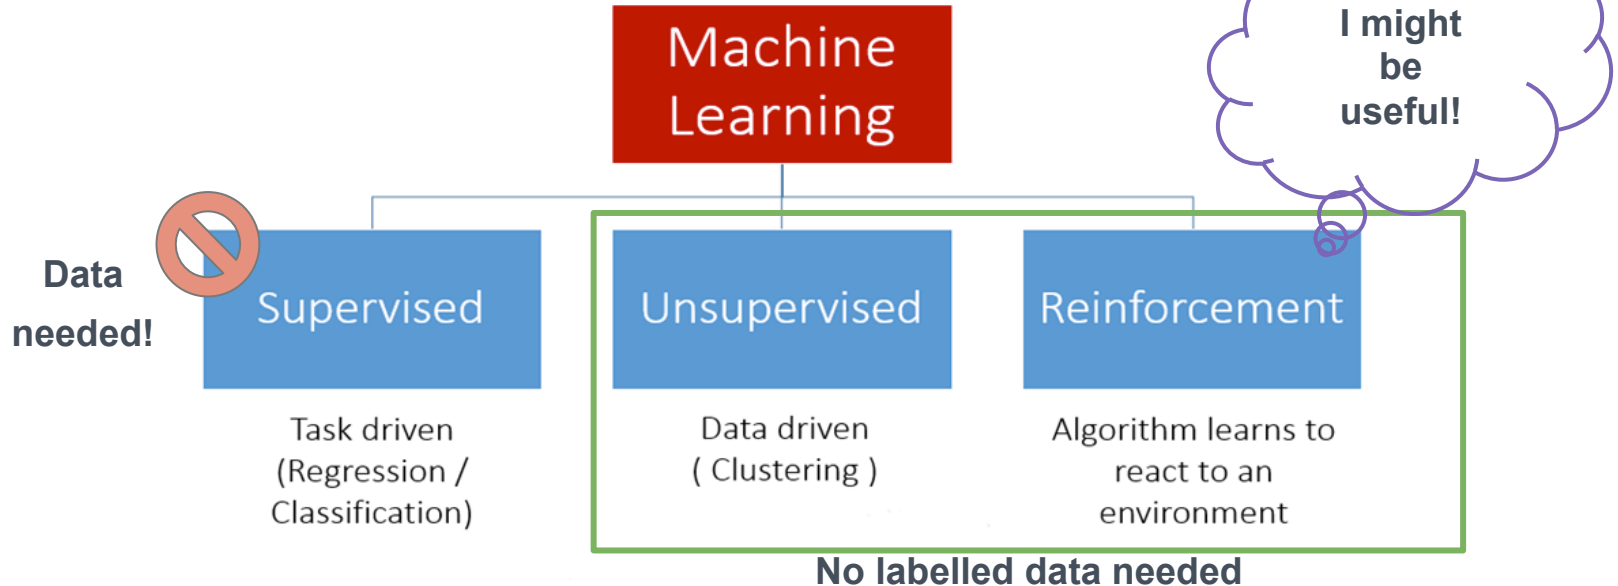 Machine
Learning
I might
be
useful!
Data
needed!
Supervised
Unsupervised
Reinforcement
Task driven
(Regression /
Classification)
Data driven
( Clustering )
Algorithm learns to
react to an
environment
No labelled data needed